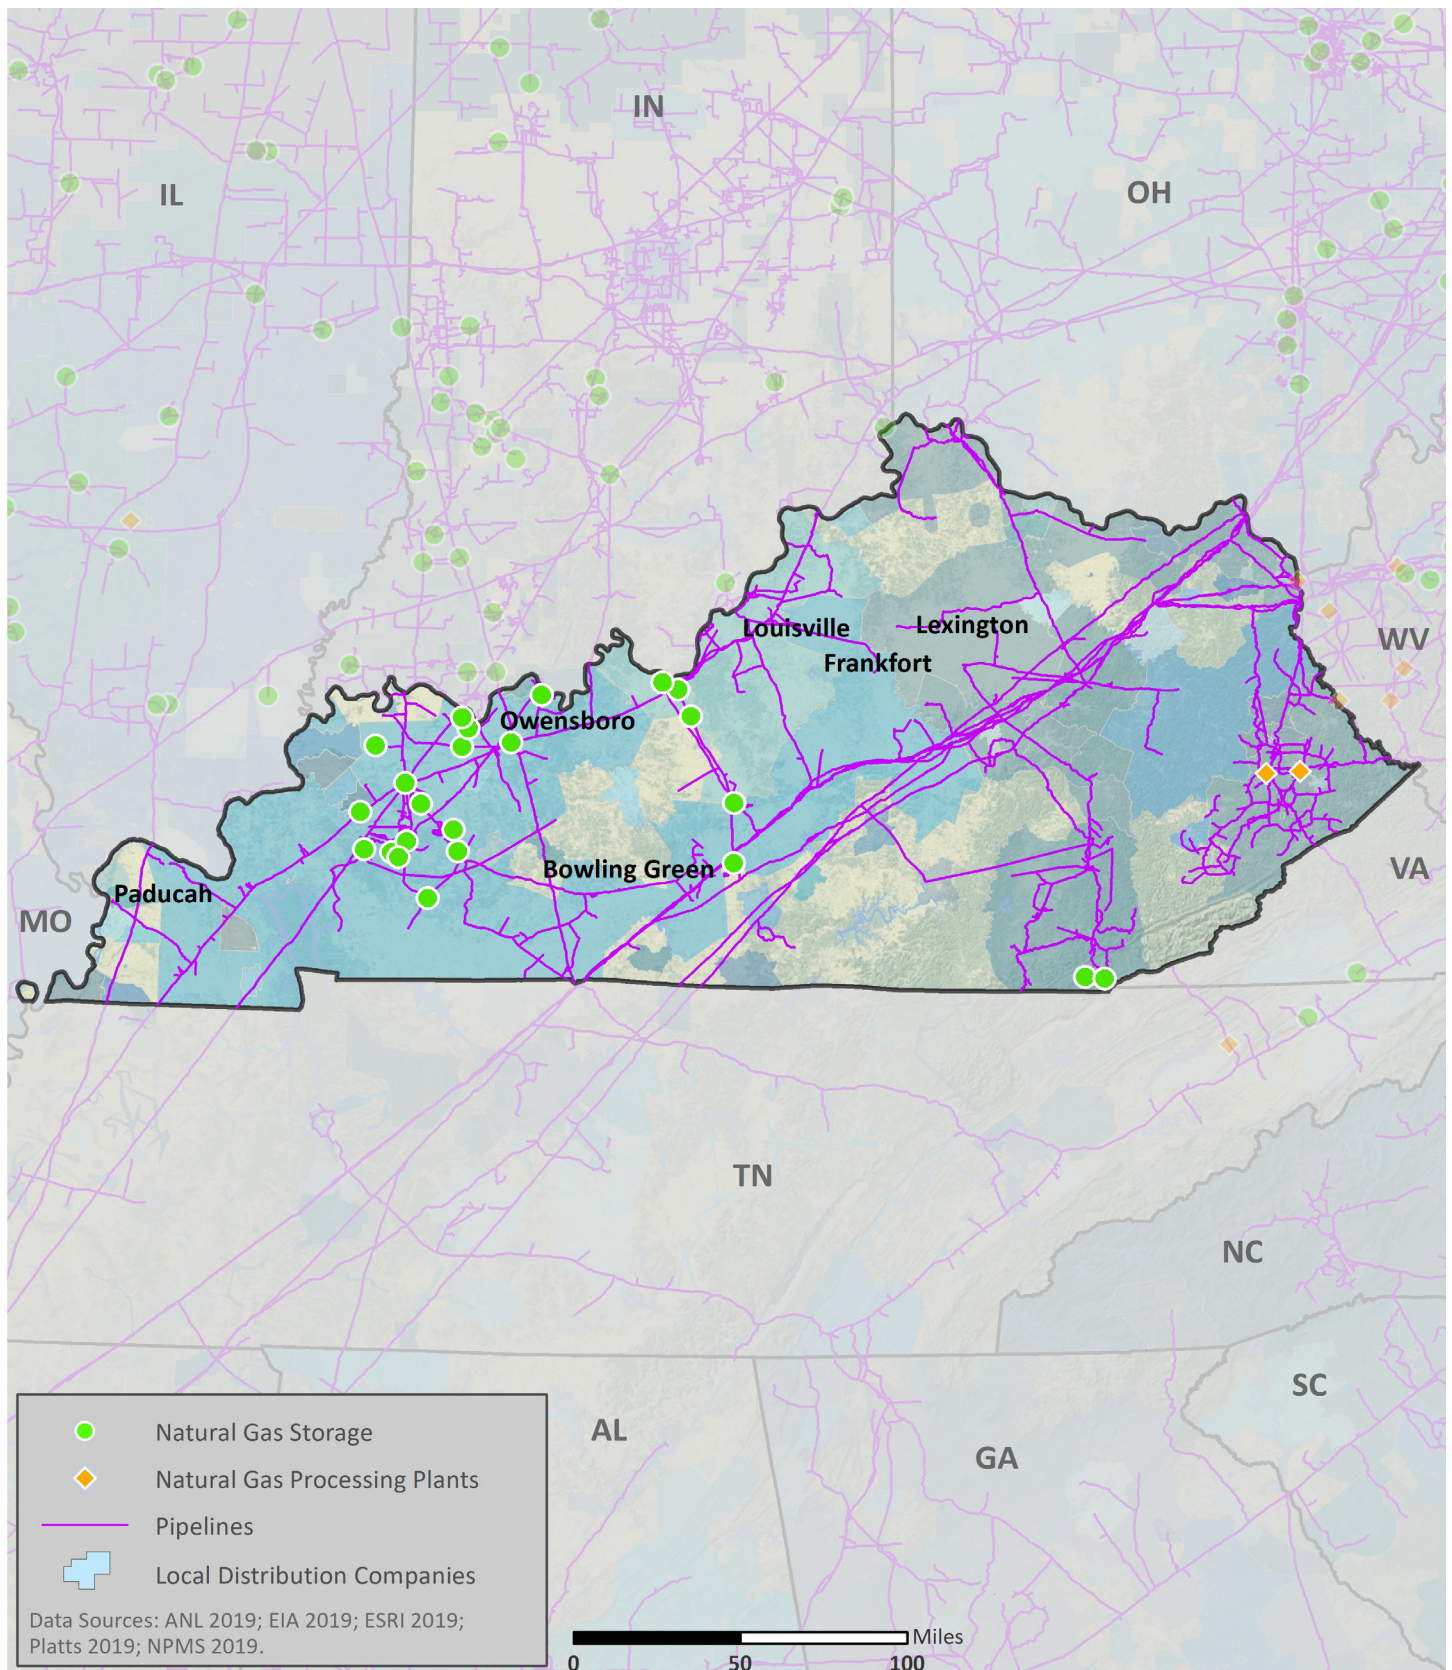 IN
IL
OH
Louisville
Lexington
Frankfort
WV
Owensboro
Bowling Green
VA
Paducah
MO
TN
NC
SC
AL
GA
Natural Gas Storage
Natural Gas Processing Plants
Pipelines
Local Distribution Companies
Data Sources: ANL 2019; EIA 2019; ESRI 2019;
Platts 2019; NPMS 2019.
Miles
0 50 100